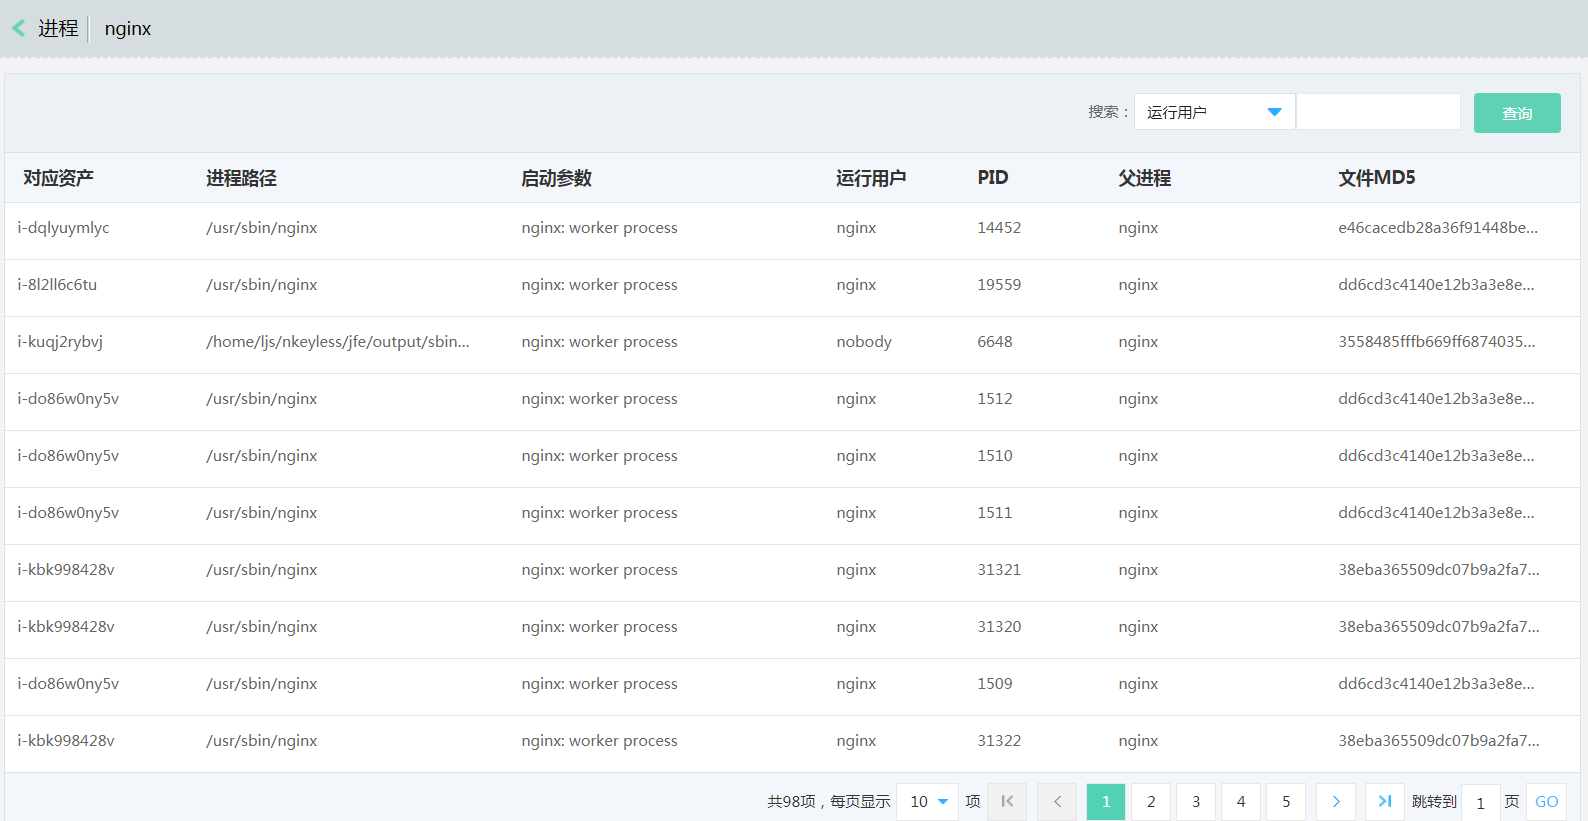 进程 nginx
搜索： 运行用户 查询
对应资产 进程路径 启动参数 运行用户 PID 父进程 文件MD5
i-dqlyuymlyc /usr/sbin/nginx nginx: worker process nginx 14452 nginx e46cacedb28a36f91448be...
i-8l2ll6c6tu /usr/sbin/nginx nginx: worker process nginx 19559 nginx dd6cd3c4140e12b3a3e8e...
i-kuqj2rybvj /home/ljs/nkeyless/jfe/output/sbin... nginx: worker process nobody 6648 nginx 3558485fffb669ff6874035...
i-do86w0ny5v /usr/sbin/nginx nginx: worker process nginx 1512 nginx dd6cd3c4140e12b3a3e8e...
i-do86w0ny5v /usr/sbin/nginx nginx: worker process nginx 1510 nginx dd6cd3c4140e12b3a3e8e...
i-do86w0ny5v /usr/sbin/nginx nginx: worker process nginx 1511 nginx dd6cd3c4140e12b3a3e8e...
i-kbk998428v /usr/sbin/nginx nginx: worker process nginx 31321 nginx 38eba365509dc07b9a2fa7...
i-kbk998428v /usr/sbin/nginx nginx: worker process nginx 31320 nginx 38eba365509dc07b9a2fa7...
i-do86w0ny5v /usr/sbin/nginx nginx: worker process nginx 1509 nginx dd6cd3c4140e12b3a3e8e...
i-kbk998428v /usr/sbin/nginx nginx: worker process nginx 31322 nginx 38eba365509dc07b9a2fa7...
共98项，每页显示 10 项 1 2 3 4 5 跳转到 1 页 GO